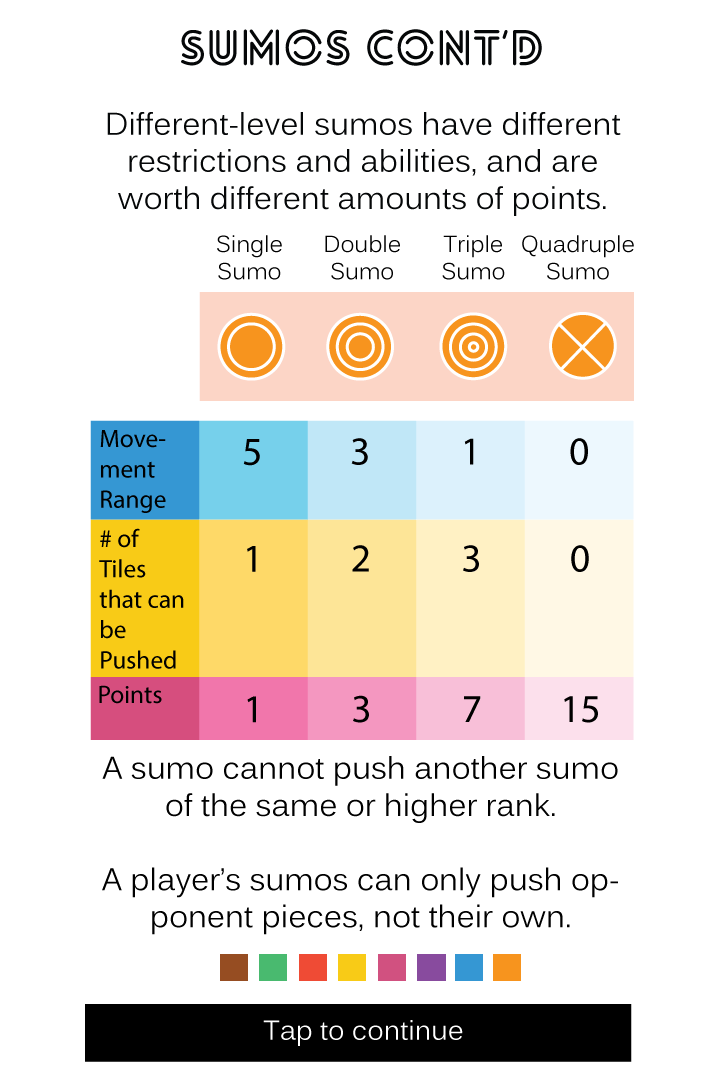 SUMOS CONT'D
Different-level sumos have different
restrictions and abilities, and are
worth different amounts of points.
Single Sumo
Double Sumo
Triple Sumo
Quadruple Sumo
Move-
ment
Range
5 3 1 0
# of
Tiles
that can
be
Pushed
1 2 3 0
Points 1 3 7 15
A sumo cannot push another sumo
of the same or higher rank.
A player’s sumos can only push op-
ponent pieces, not their own.
Tap to continue